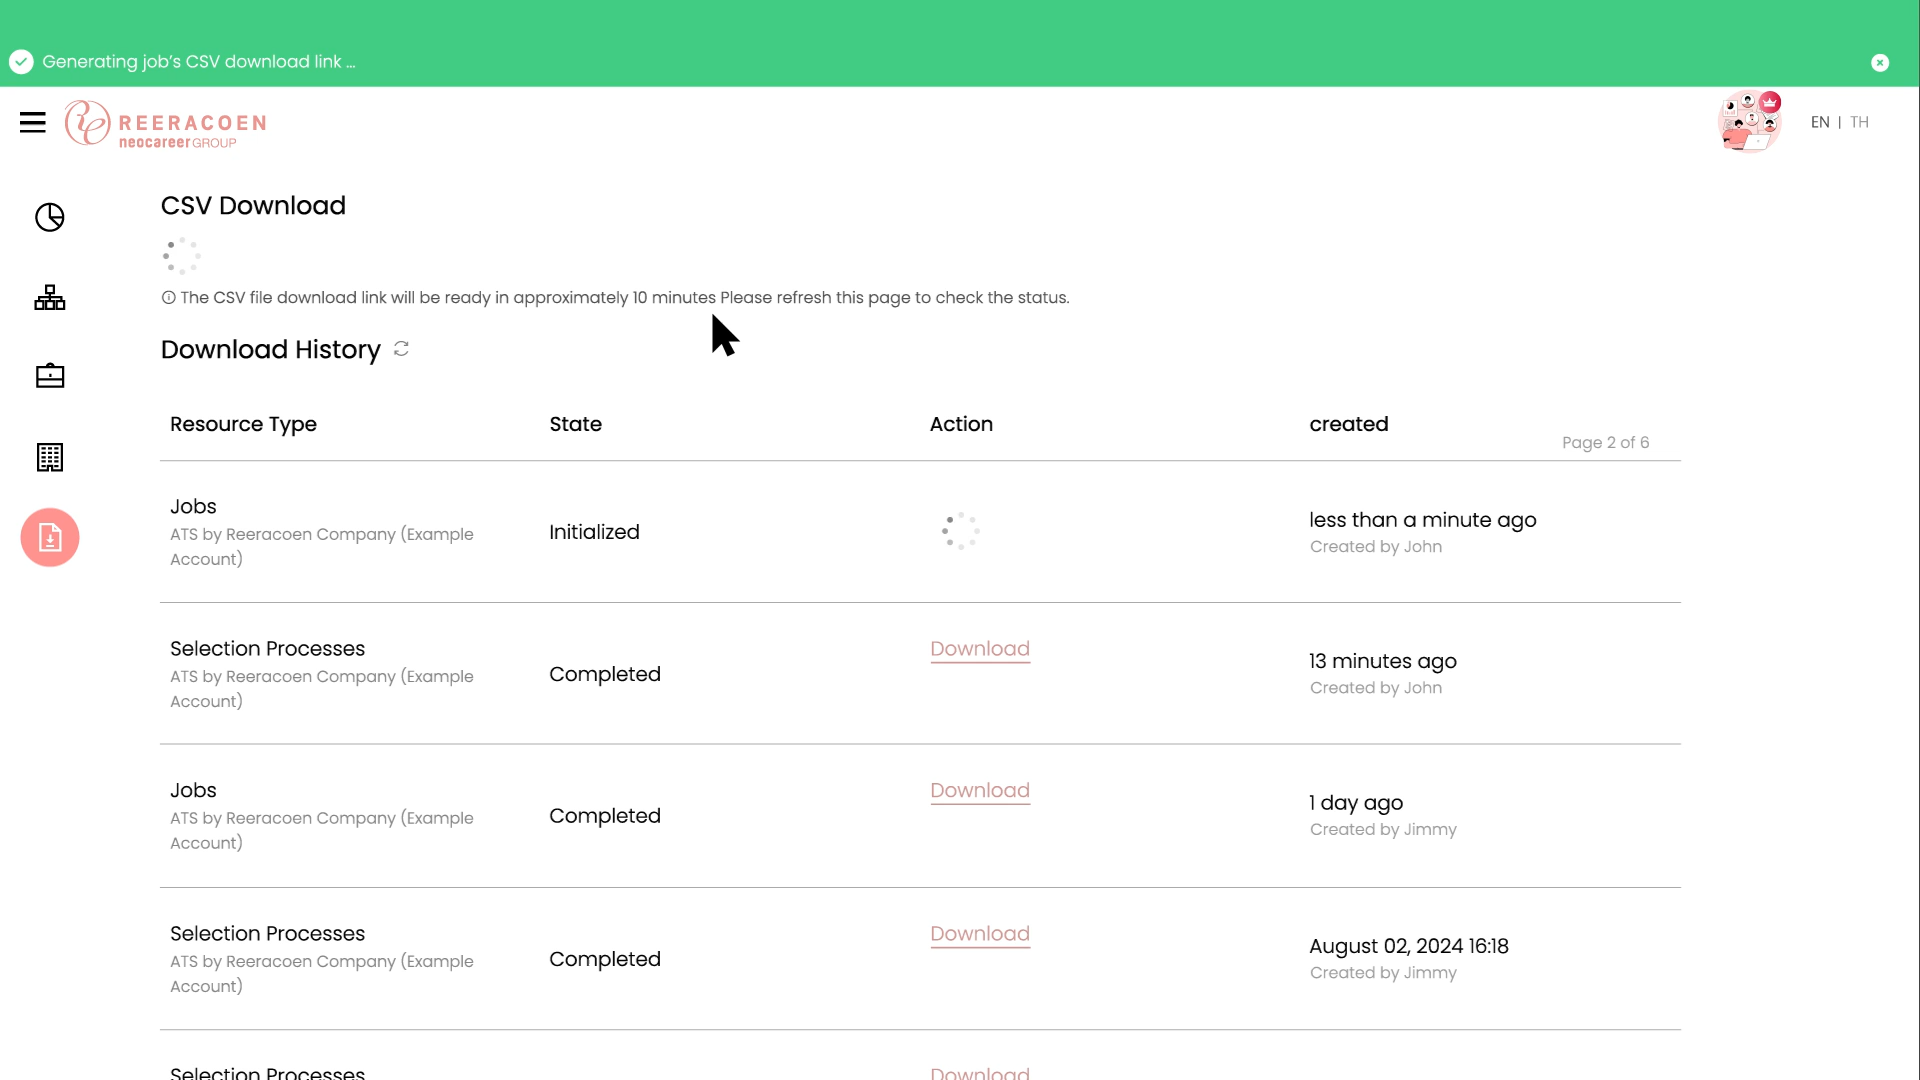 Generating job's CSV download link ...
REERACOEN
neocareerGROUP
EN | TH
CSV Download
The CSV file download link will be ready in approximately 10 minutes Please refresh this page to check the status.
Download History
Resource Type State Action created
Page 2 of 6
Jobs
ATS by Reeracoen Company (Example
Account)
Initialized
less than a minute ago
Created by John
Selection Processes
ATS by Reeracoen Company (Example
Account)
Completed
Download
13 minutes ago
Created by John
Jobs
ATS by Reeracoen Company (Example
Account)
Completed
Download
1 day ago
Created by Jimmy
Selection Processes
ATS by Reeracoen Company (Example
Account)
Completed
Download
August 02, 2024 16:18
Created by Jimmy
Selection Processes
Download